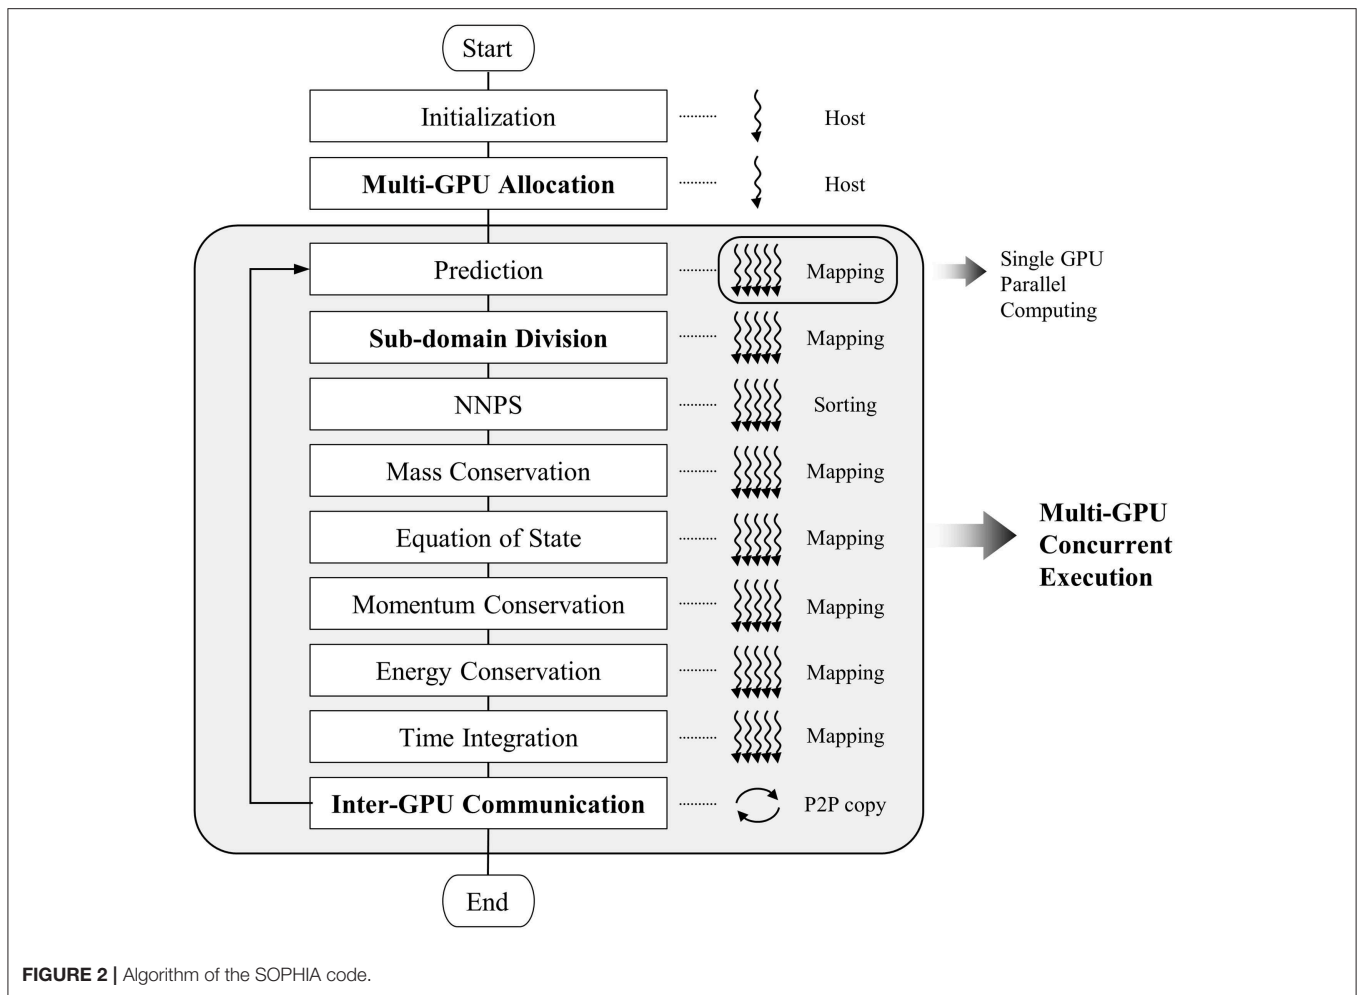 Start
Initialization
Host
Multi-GPU Allocation
Host
Prediction
Mapping
Single GPU
Parallel
Computing
Sub-domain Division
Mapping
NNPS
Sorting
Mass Conservation
Mapping
Equation of State
Mapping
Multi-GPU
Concurrent
Execution
Momentum Conservation
Mapping
Energy Conservation
Mapping
Time Integration
Mapping
Inter-GPU Communication
P2P copy
End
FIGURE 2 | Algorithm of the SOPHIA code.